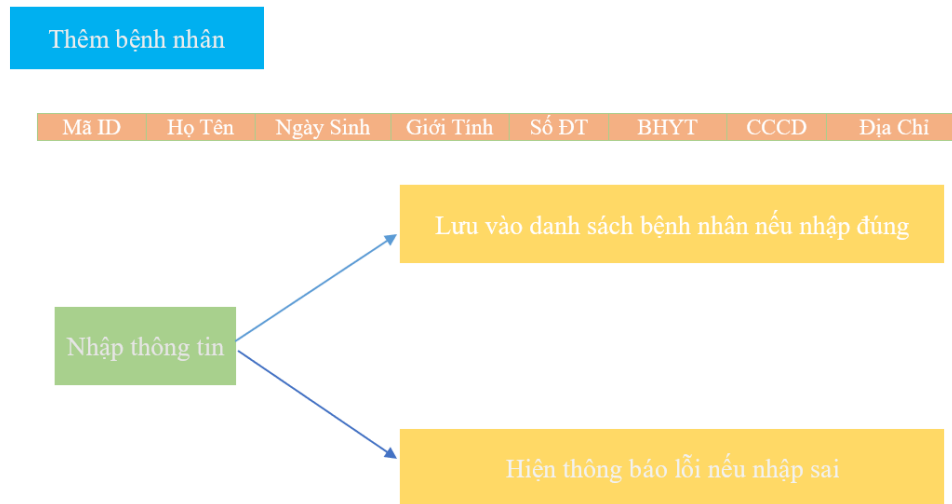 Thêm bệnh nhân
Mã ID Họ Tên Ngày Sinh Giới Tính Số ĐT BHYT CCCD Địa Chỉ
Lưu vào danh sách bệnh nhân nếu nhập đúng
Nhập thông tin
Hiện thông báo lỗi nếu nhập sai